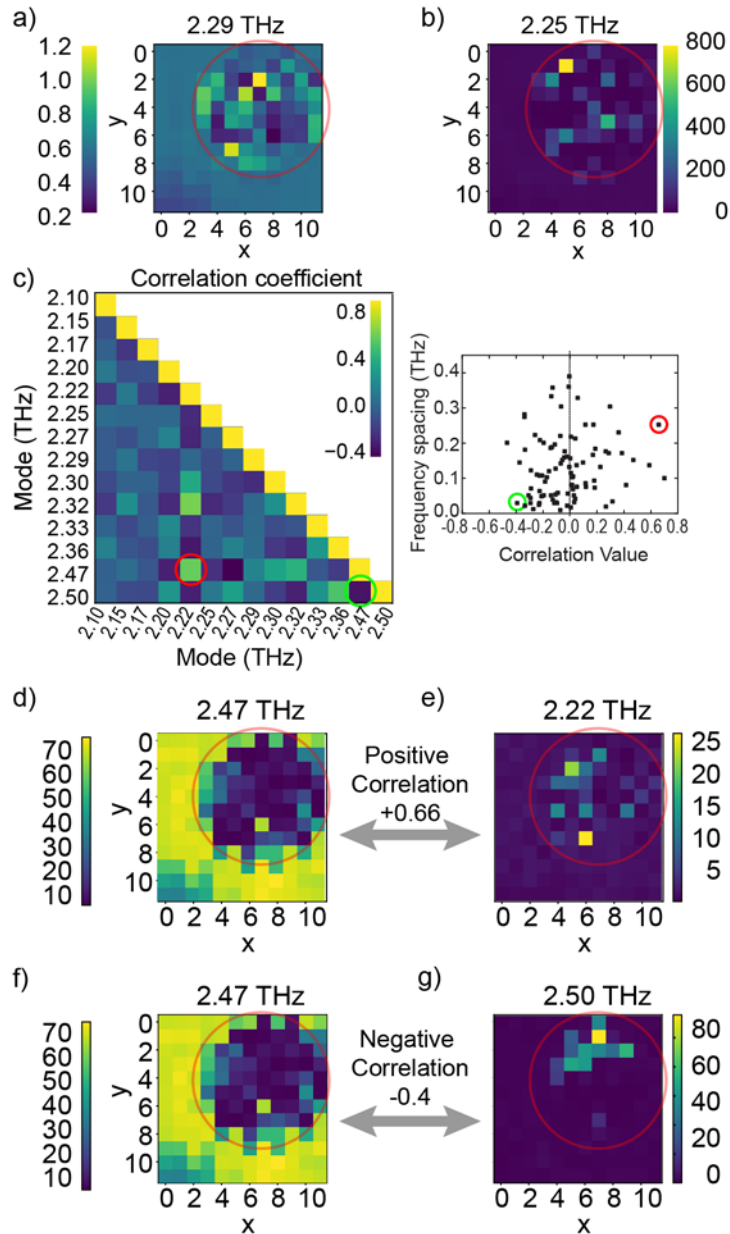 a)
2.29 THz
1.2
1.0
0.8
0.6
0.4
0.2
y
0
2
4
6
8
10
0 2 4 6 8 10
x
b)
2.25 THz
y
0
2
4
6
8
10
0 2 4 6 8 10
x
800
600
400
200
0
c)
Correlation coefficient
Mode (THz)
2.10
2.15
2.17
2.20
2.22
2.25
2.27
2.29
2.30
2.32
2.33
2.36
2.47
2.50
0.8
0.4
0.0
−0.4
2.10 2.15 2.17 2.20 2.22 2.25 2.27 2.29 2.30 2.32 2.33 2.36 2.47 2.50
Mode (THz)
Frequency spacing (THz)
0.4
0.3
0.2
0.1
0.0
-0.8 -0.6 -0.4 -0.2 0.0 0.2 0.4 0.6 0.8
Correlation Value
d)
2.47 THz
70
60
50
40
30
20
10
y
0
2
4
6
8
10
0 2 4 6 8 10
x
Positive
Correlation
+0.66
e)
2.22 THz
0
2
4
6
8
10
0 2 4 6 8 10
x
25
20
15
10
5
f)
2.47 THz
70
60
50
40
30
20
10
y
0
2
4
6
8
10
0 2 4 6 8 10
x
Negative
Correlation
-0.4
g)
2.50 THz
0
2
4
6
8
10
0 2 4 6 8 10
x
80
60
40
20
0